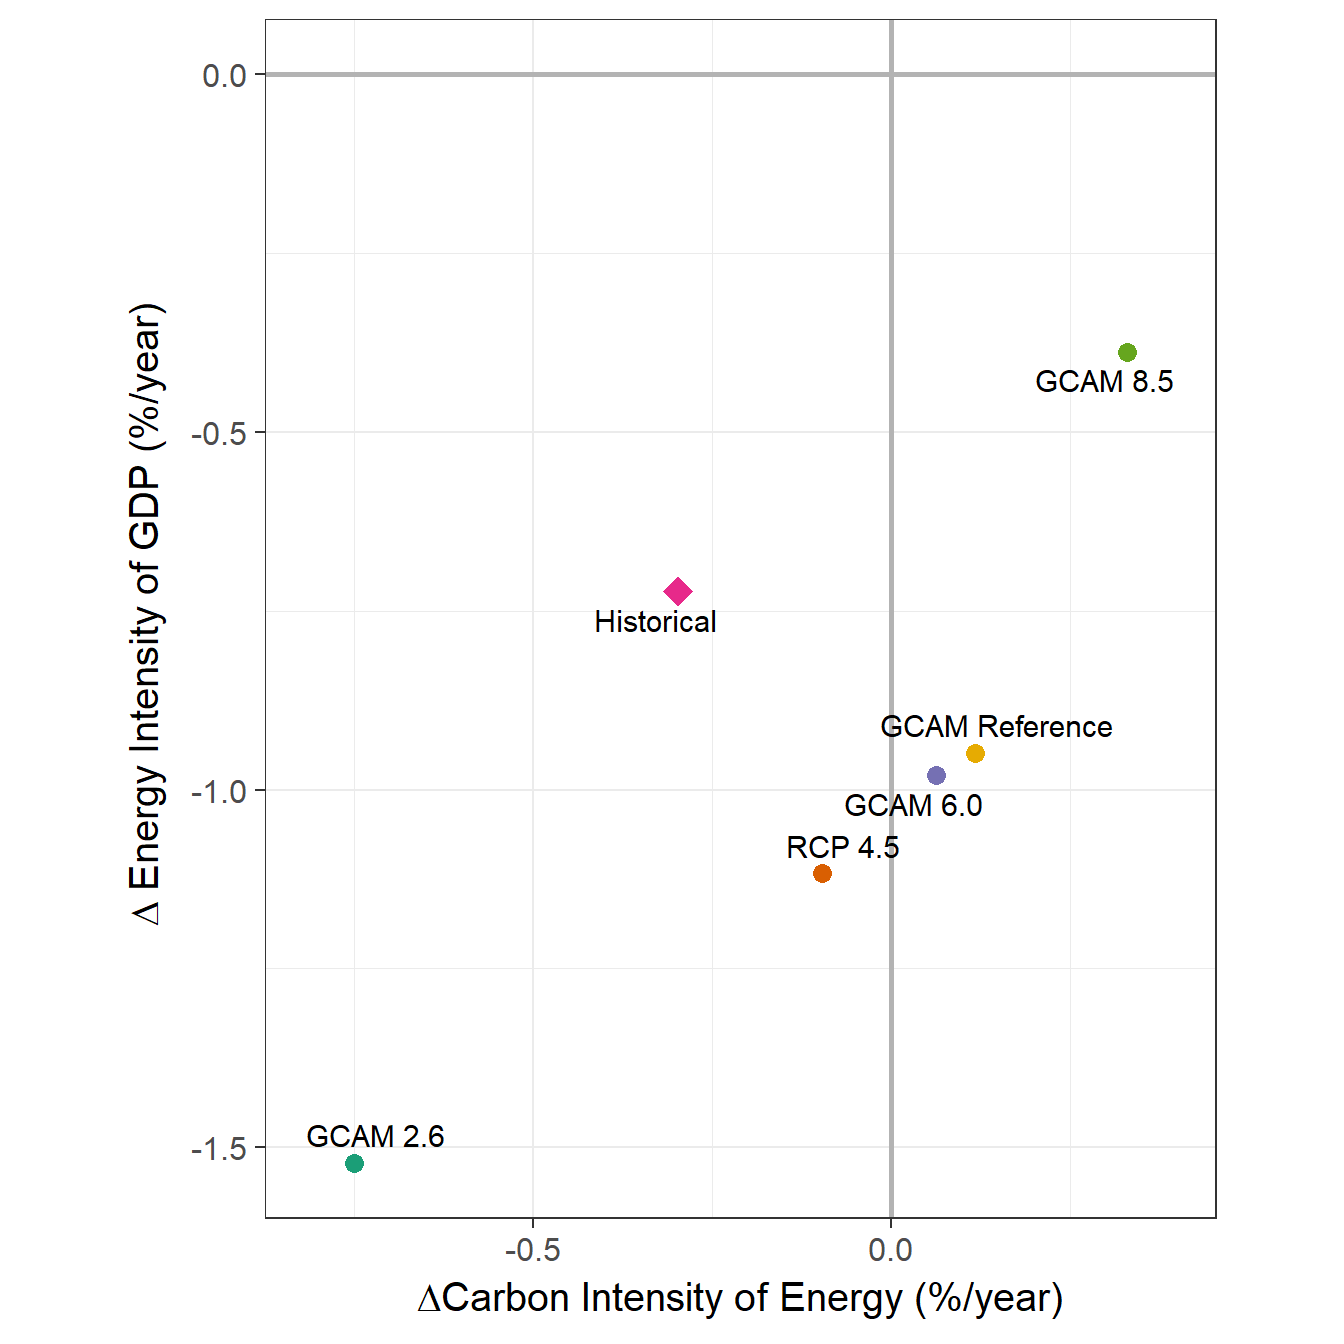 0.0
-0.5
-1.0
-1.5
Δ Energy Intensity of GDP (%/year)
GCAM 8.5
Historical
GCAM Reference
GCAM 6.0
RCP 4.5
GCAM 2.6
-0.5
0.0
ΔCarbon Intensity of Energy (%/year)